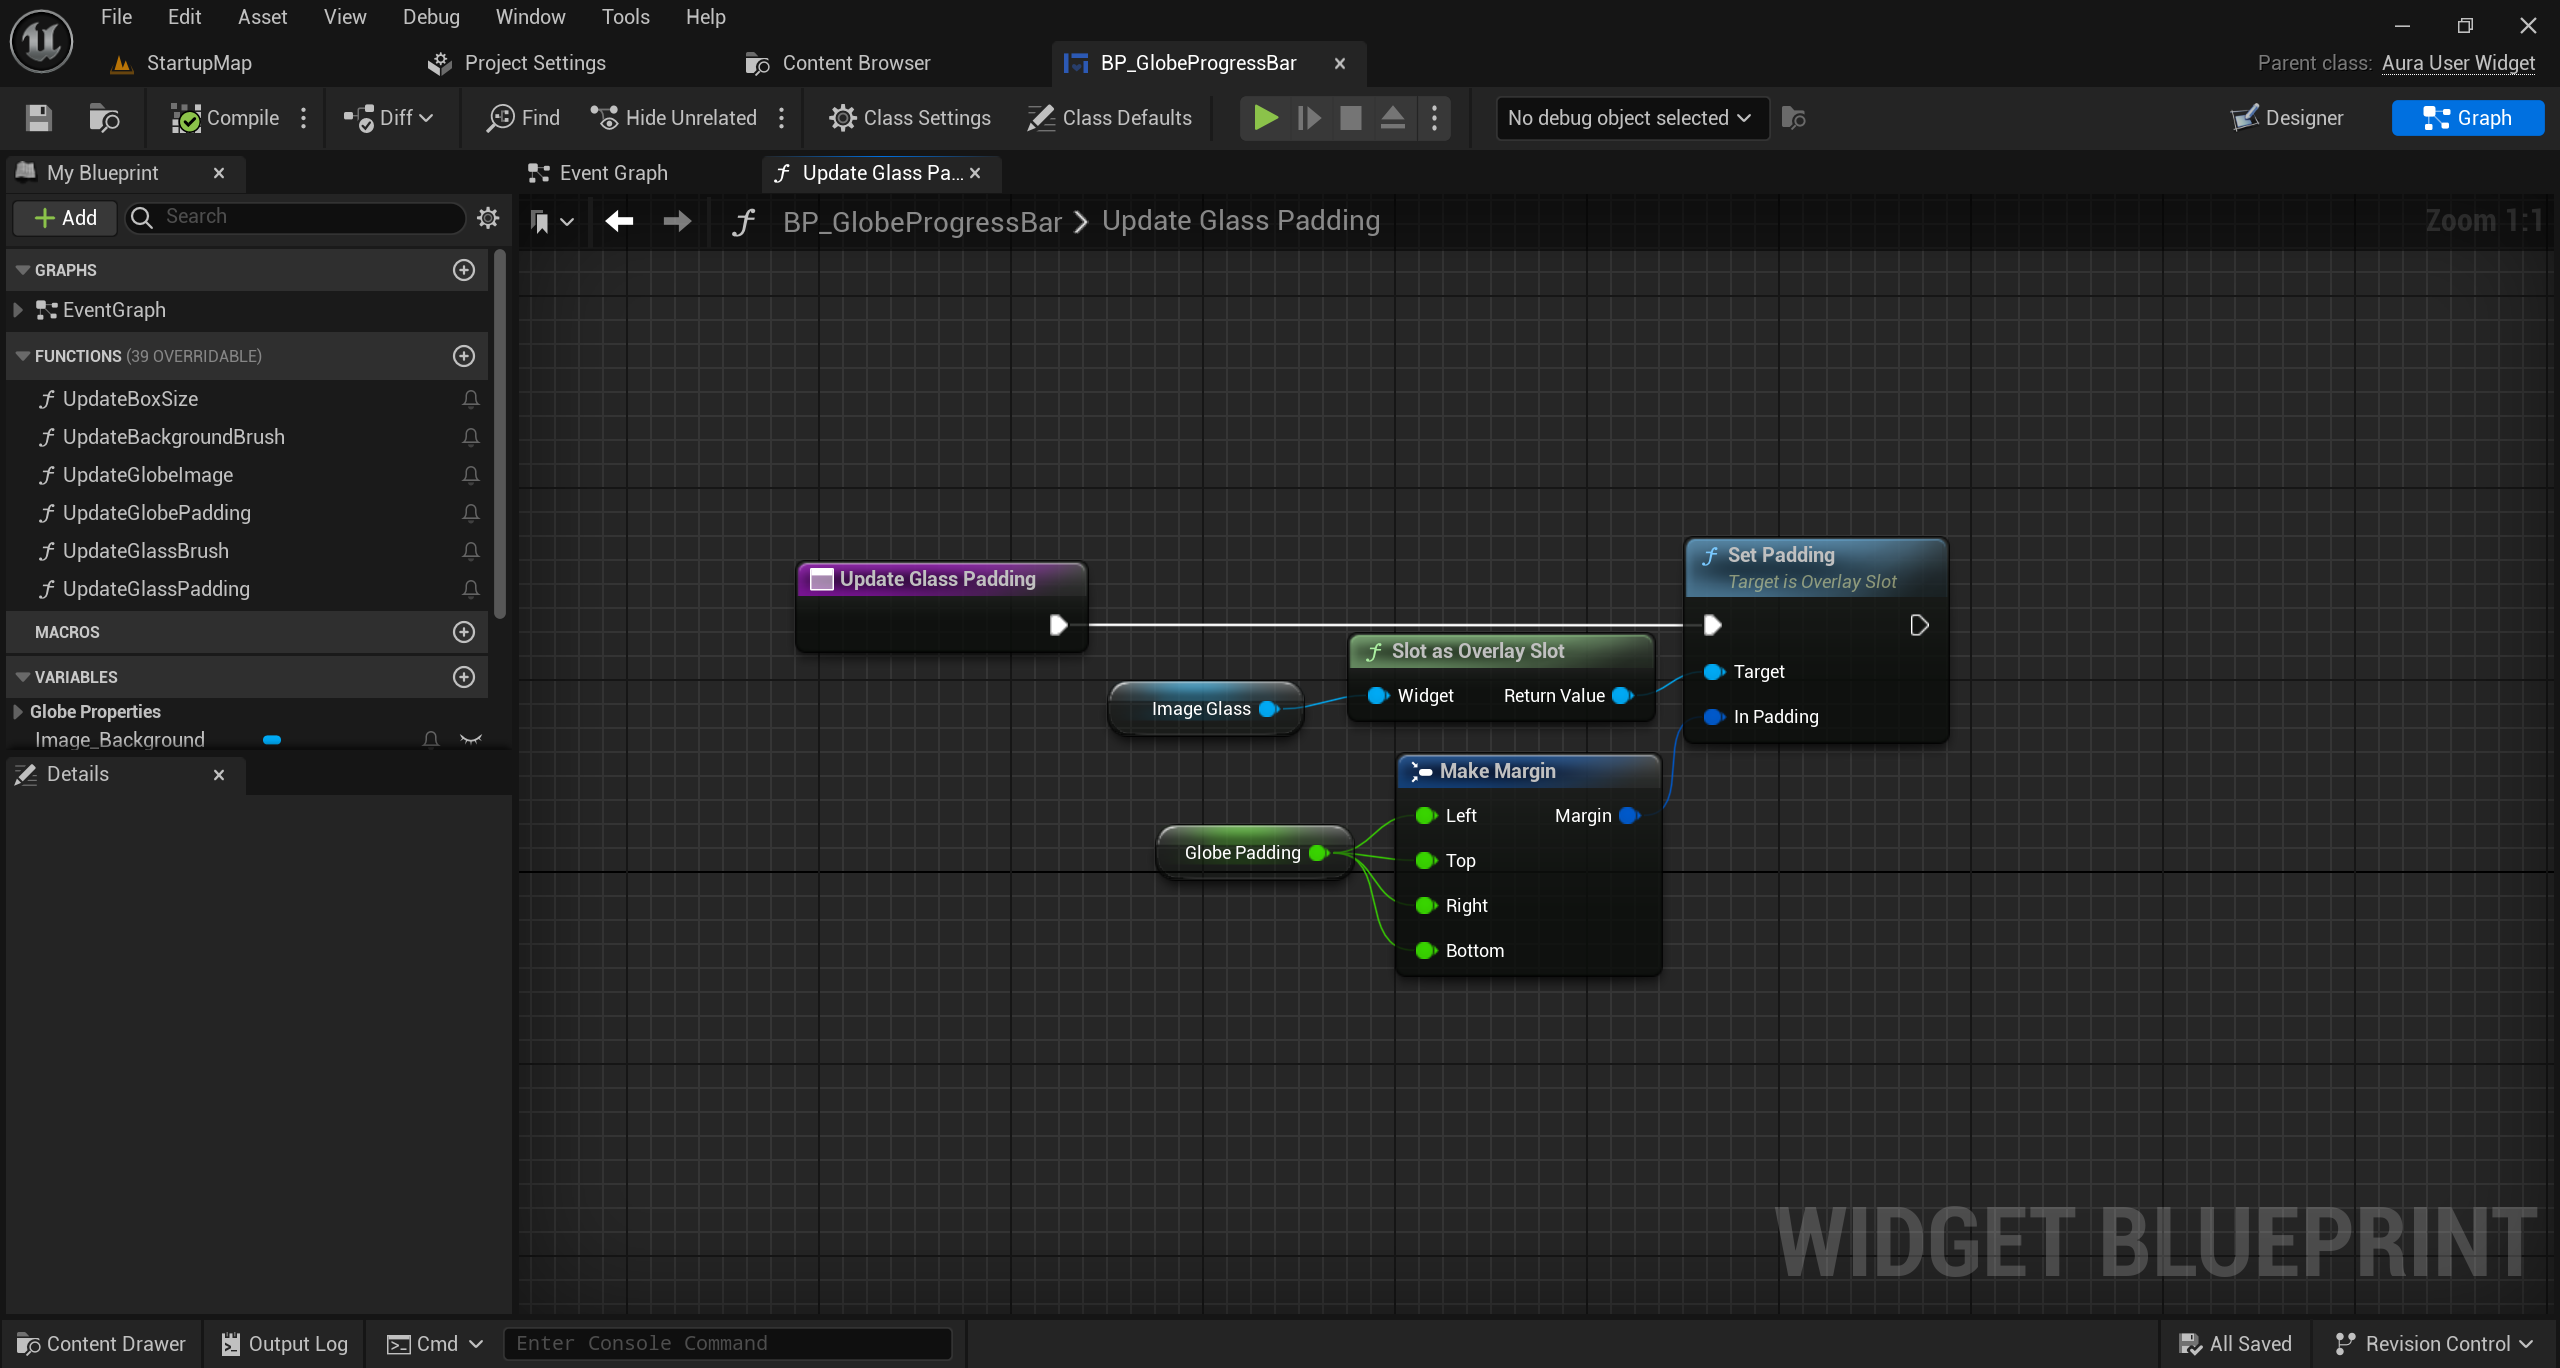 File Edit Asset View Debug Window Tools Help
StartupMap Project Settings Content Browser BP_GlobeProgressBar Parent class: Aura User Widget
Compile Diff Find Hide Unrelated Class Settings Class Defaults No debug object selected Designer Graph
My Blueprint Event Graph Update Glass Pa...
Add Search BP_GlobeProgressBar > Update Glass Padding Zoom 1:1
GRAPHS
EventGraph
FUNCTIONS (39 OVERRIDABLE)
UpdateBoxSize
UpdateBackgroundBrush
UpdateGlobeImage
UpdateGlobePadding
UpdateGlassBrush
UpdateGlassPadding
MACROS
VARIABLES
Globe Properties
Image_Background
Details
Update Glass Padding
Image Glass
Slot as Overlay Slot
Widget Return Value
Set Padding
Target is Overlay Slot
Target
In Padding
Globe Padding
Make Margin
Left Margin
Top
Right
Bottom
WIDGET BLUEPRINT
Content Drawer Output Log Cmd Enter Console Command All Saved Revision Control